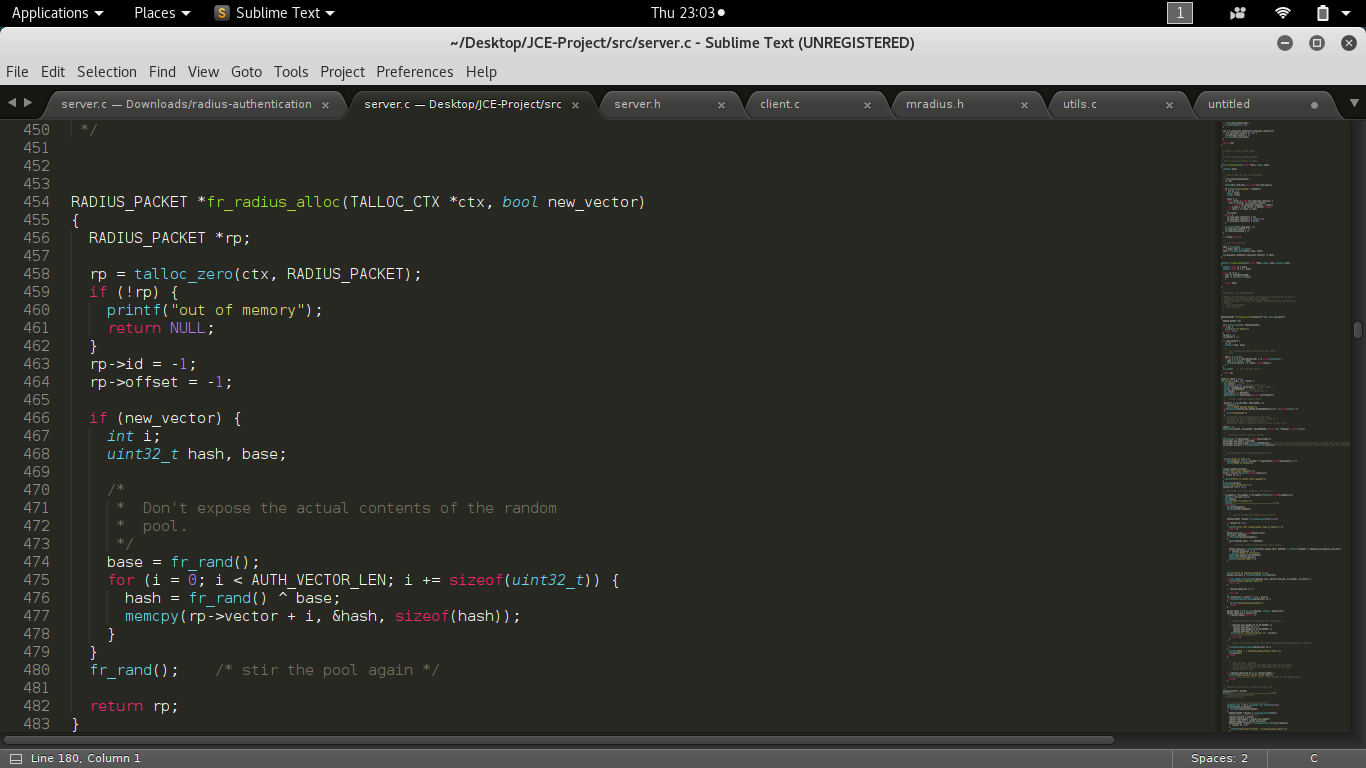 Applications Places Sublime Text Thu 23:03 1
~/Desktop/JCE-Project/src/server.c - Sublime Text (UNREGISTERED)
File Edit Selection Find View Goto Tools Project Preferences Help
server.c — Downloads/radius-authentication server.c — Desktop/JCE-Project/src server.h client.c mradius.h utils.c untitled
450 */
451
452
453
454 RADIUS_PACKET *fr_radius_alloc(TALLOC_CTX *ctx, bool new_vector)
455 {
456 RADIUS_PACKET *rp;
457
458 rp = talloc_zero(ctx, RADIUS_PACKET);
459 if (!rp) {
460 printf("out of memory");
461 return NULL;
462 }
463 rp->id = -1;
464 rp->offset = -1;
465
466 if (new_vector) {
467 int i;
468 uint32_t hash, base;
469
470 /*
471 * Don't expose the actual contents of the random
472 * pool.
473 */
474 base = fr_rand();
475 for (i = 0; i < AUTH_VECTOR_LEN; i += sizeof(uint32_t)) {
476 hash = fr_rand() ^ base;
477 memcpy(rp->vector + i, &hash, sizeof(hash));
478 }
479 }
480 fr_rand(); /* stir the pool again */
481
482 return rp;
483 }
Line 180, Column 1 Spaces: 2 C